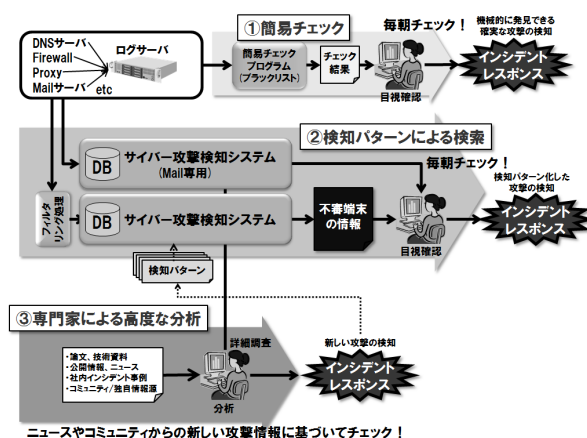 ①簡易チェック
毎朝チェック！
機械的に発見できる
確実な攻撃の検知
DNSサーバ
Firewall
Proxy
Mailサーバ
etc
ログサーバ
簡易チェック
プログラム
(ブラックリスト)
チェック
結果
目視確認
インシデント
レスポンス
②検知パターンによる検索
毎朝チェック！
検知パターン化した
攻撃の検知
DB
サイバー攻撃検知システム
(Mail専用)
フィルタ
リング処理
DB
サイバー攻撃検知システム
不審端末
の情報
目視確認
インシデント
レスポンス
検知パターン
③専門家による高度な分析
詳細調査
新しい攻撃の検知
・論文、技術資料
・公開情報、ニュース
・社内インシデント事例
・コミュニティ/独自情報源
分析
インシデント
レスポンス
ニュースやコミュニティからの新しい攻撃情報に基づいてチェック！